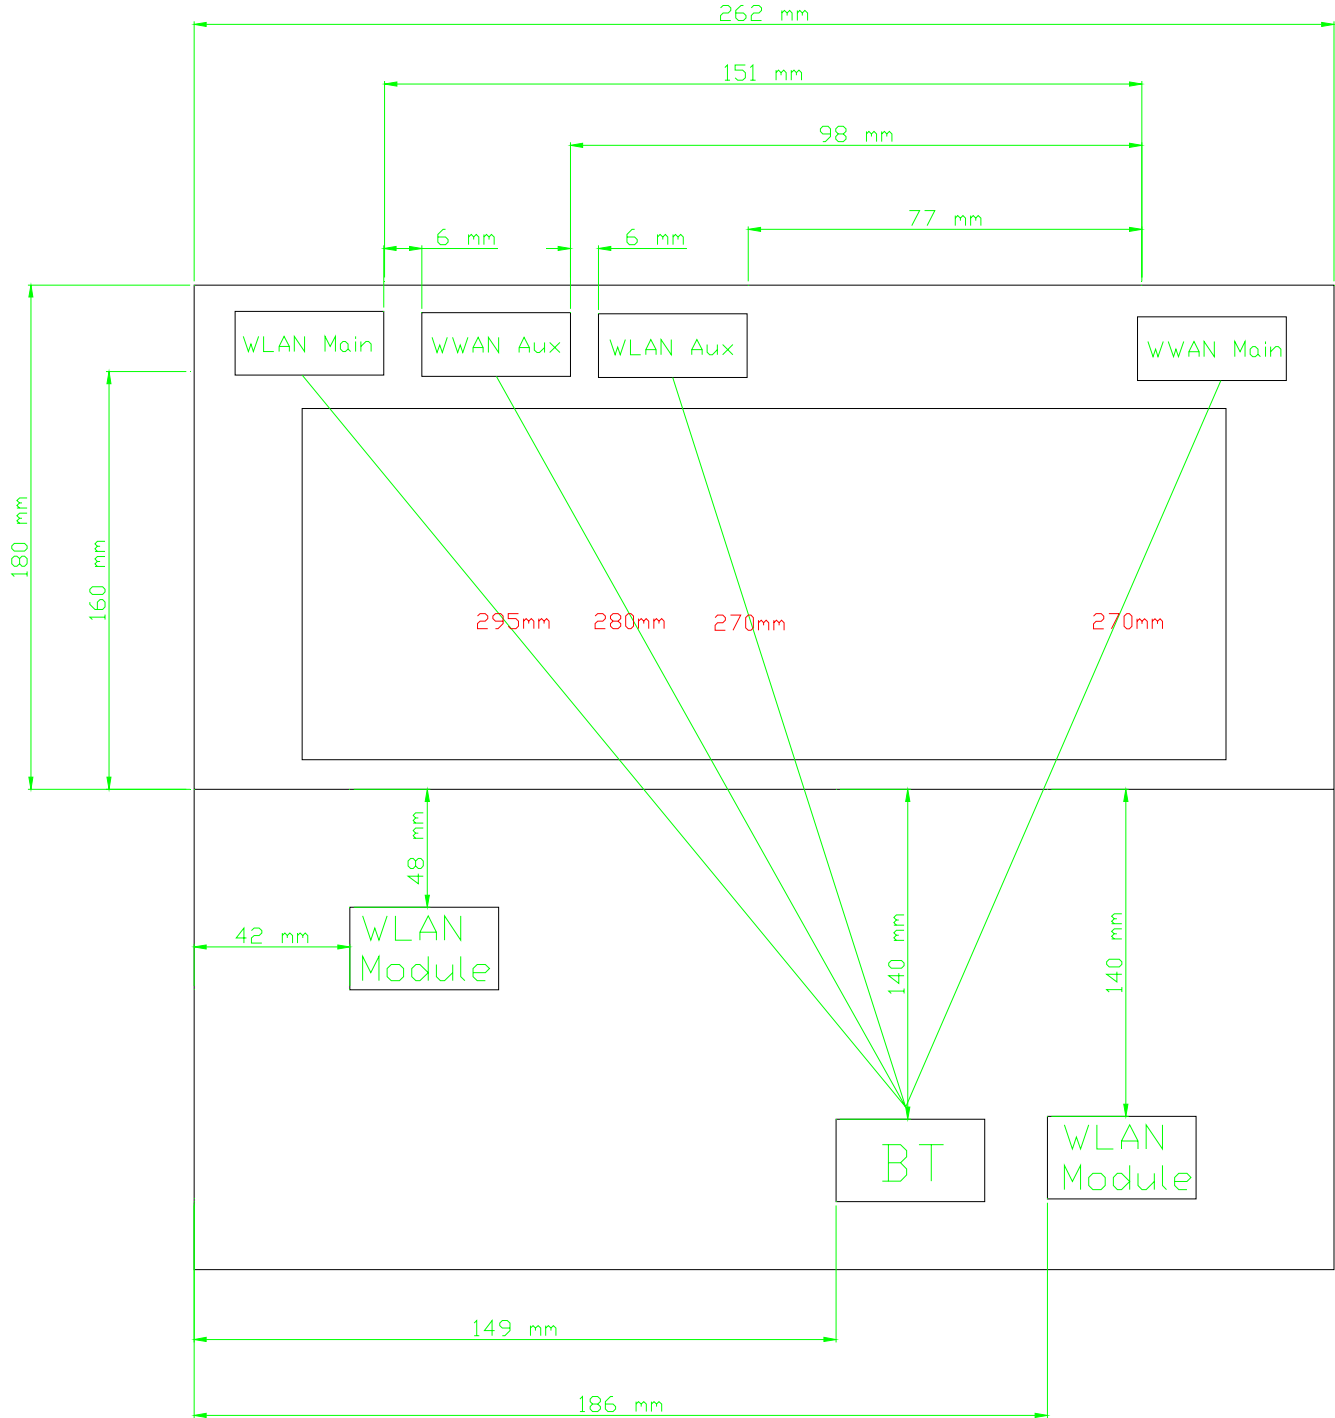 262 mm
151 mm
98 mm
77 mm
6 mm
6 mm
WLAN Main
WWAN Aux
WLAN Aux
WWAN Main
180 mm
160 mm
295mm
280mm
270mm
270mm
48 mm
140 mm
140 mm
42 mm
WLAN
Module
BT
WLAN
Module
149 mm
186 mm